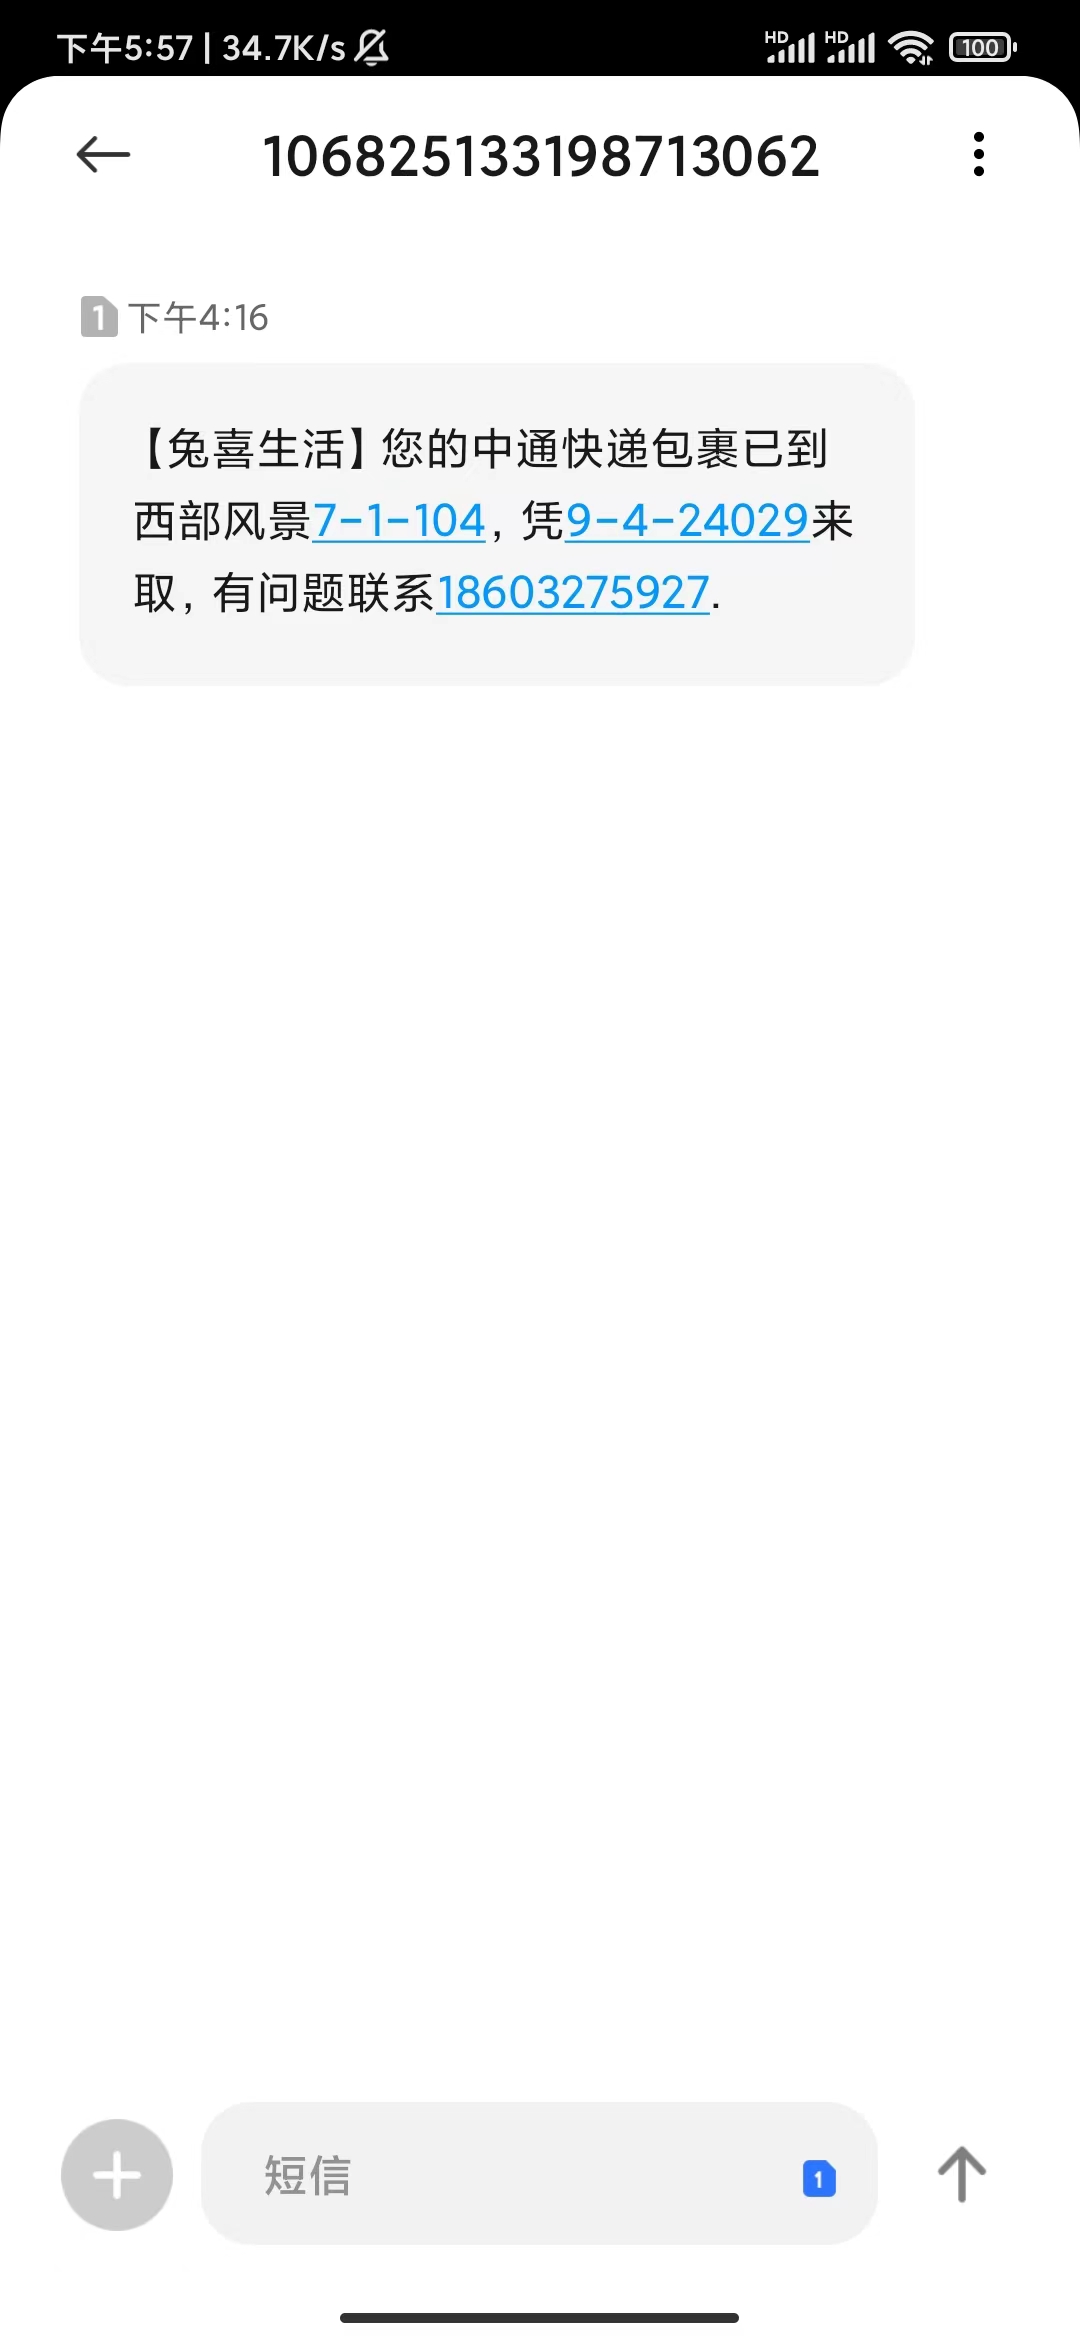 下午5:57 | 34.7K/s HD HD 100
10682513319871​3062
1 下午4:16
【兔喜生活】您的中通快递包裹已到
西部风景7-1-104，凭9-4-24029来
取，有问题联系18603275927.
短信 1